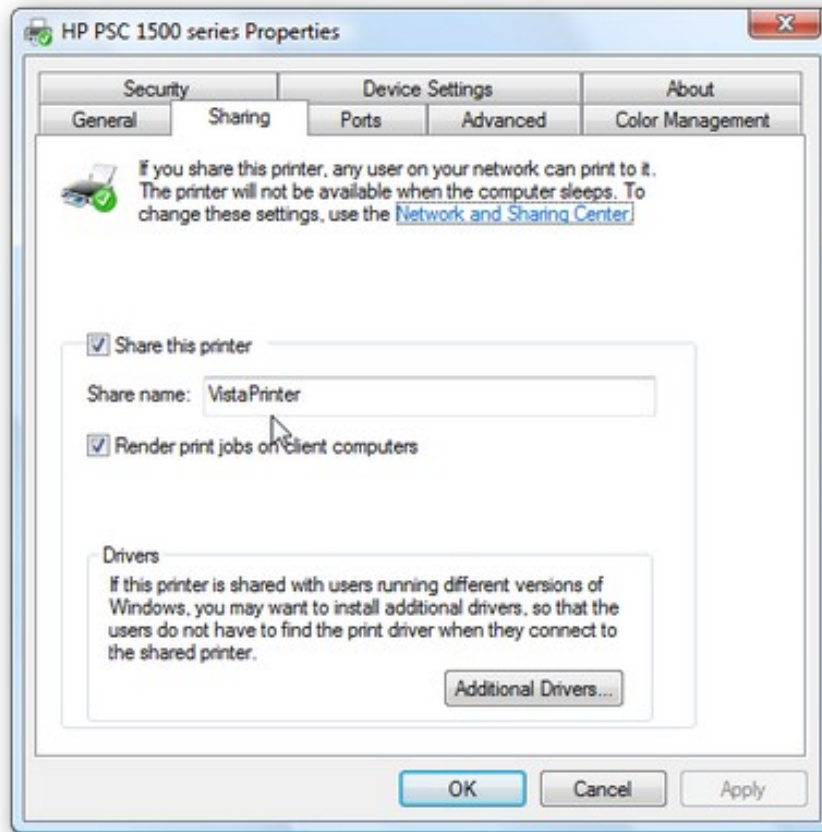 HP PSC 1500 series Properties
Security Device Settings About
General Sharing Ports Advanced Color Management
If you share this printer, any user on your network can print to it.
The printer will not be available when the computer sleeps. To
change these settings, use the Network and Sharing Center.
Share this printer
Share name: VistaPrinter
Render print jobs on client computers
Drivers
If this printer is shared with users running different versions of
Windows, you may want to install additional drivers, so that the
users do not have to find the print driver when they connect to
the shared printer.
Additional Drivers...
OK Cancel Apply